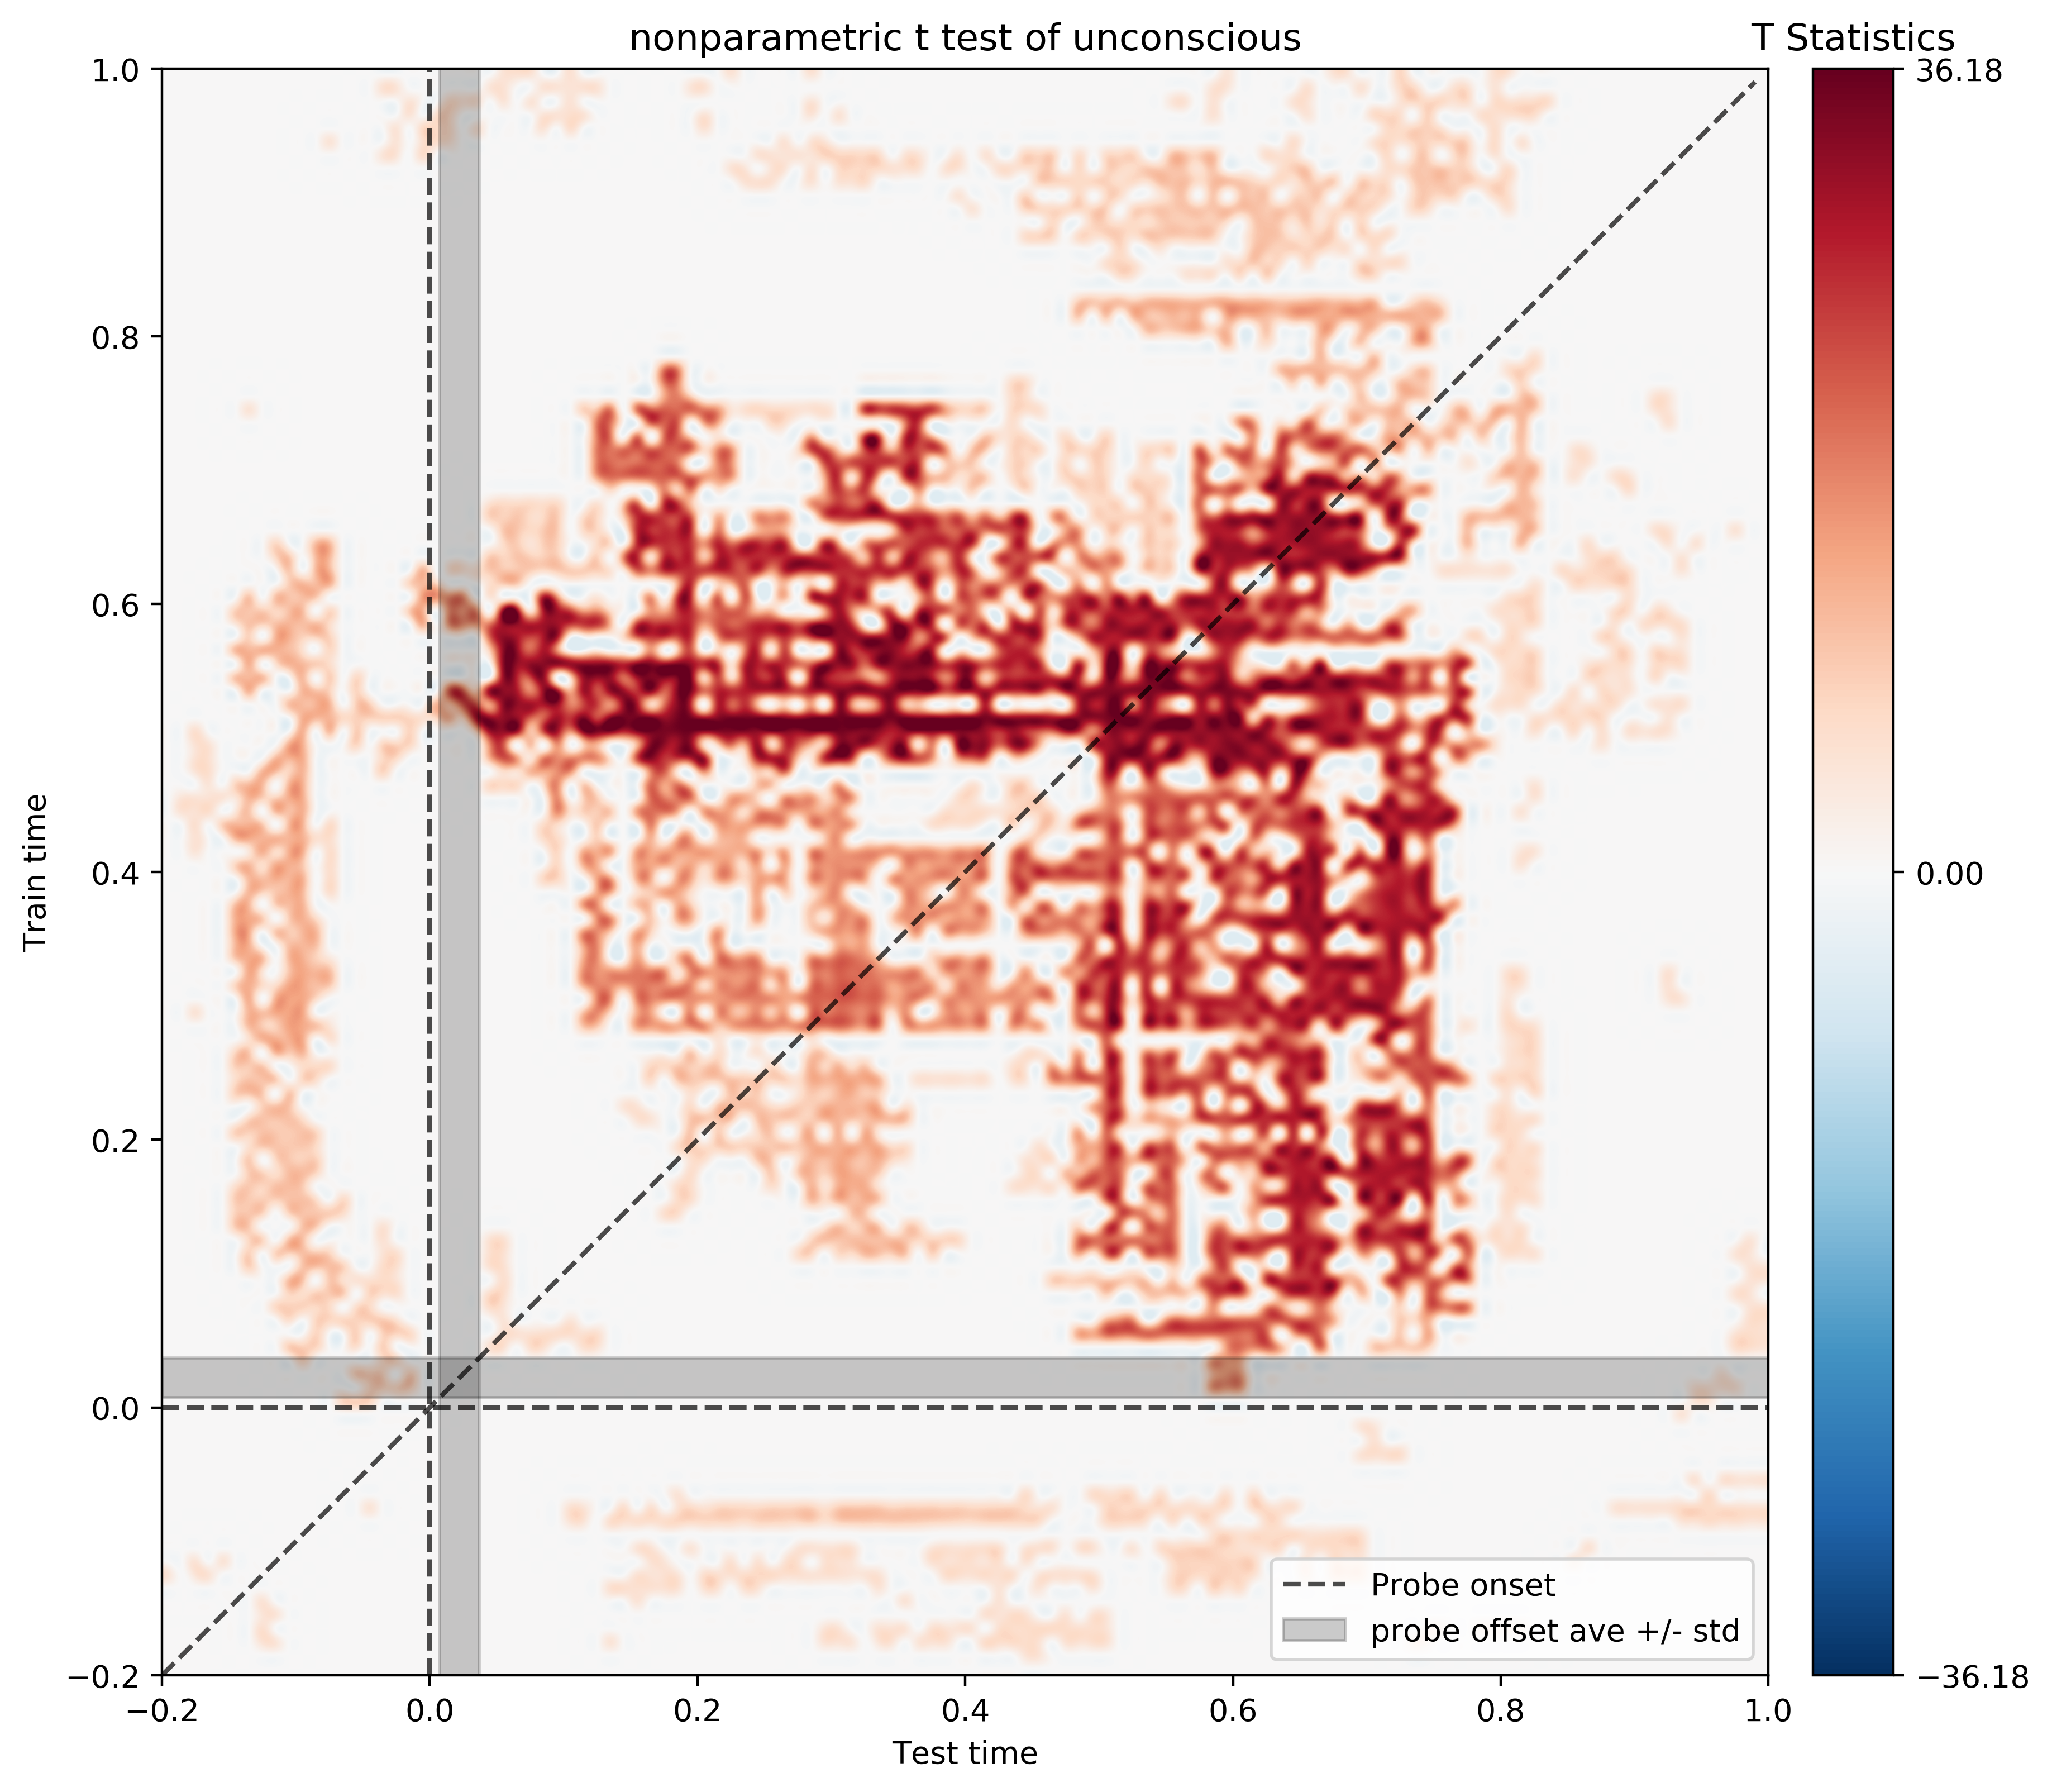 nonparametric t test of unconscious
T Statistics
1.0
0.8
0.6
0.4
0.2
0.0
−0.2
Train time
−0.2
0.0
0.2
0.4
0.6
0.8
1.0
Test time
Probe onset
probe offset ave +/- std
36.18
0.00
−36.18